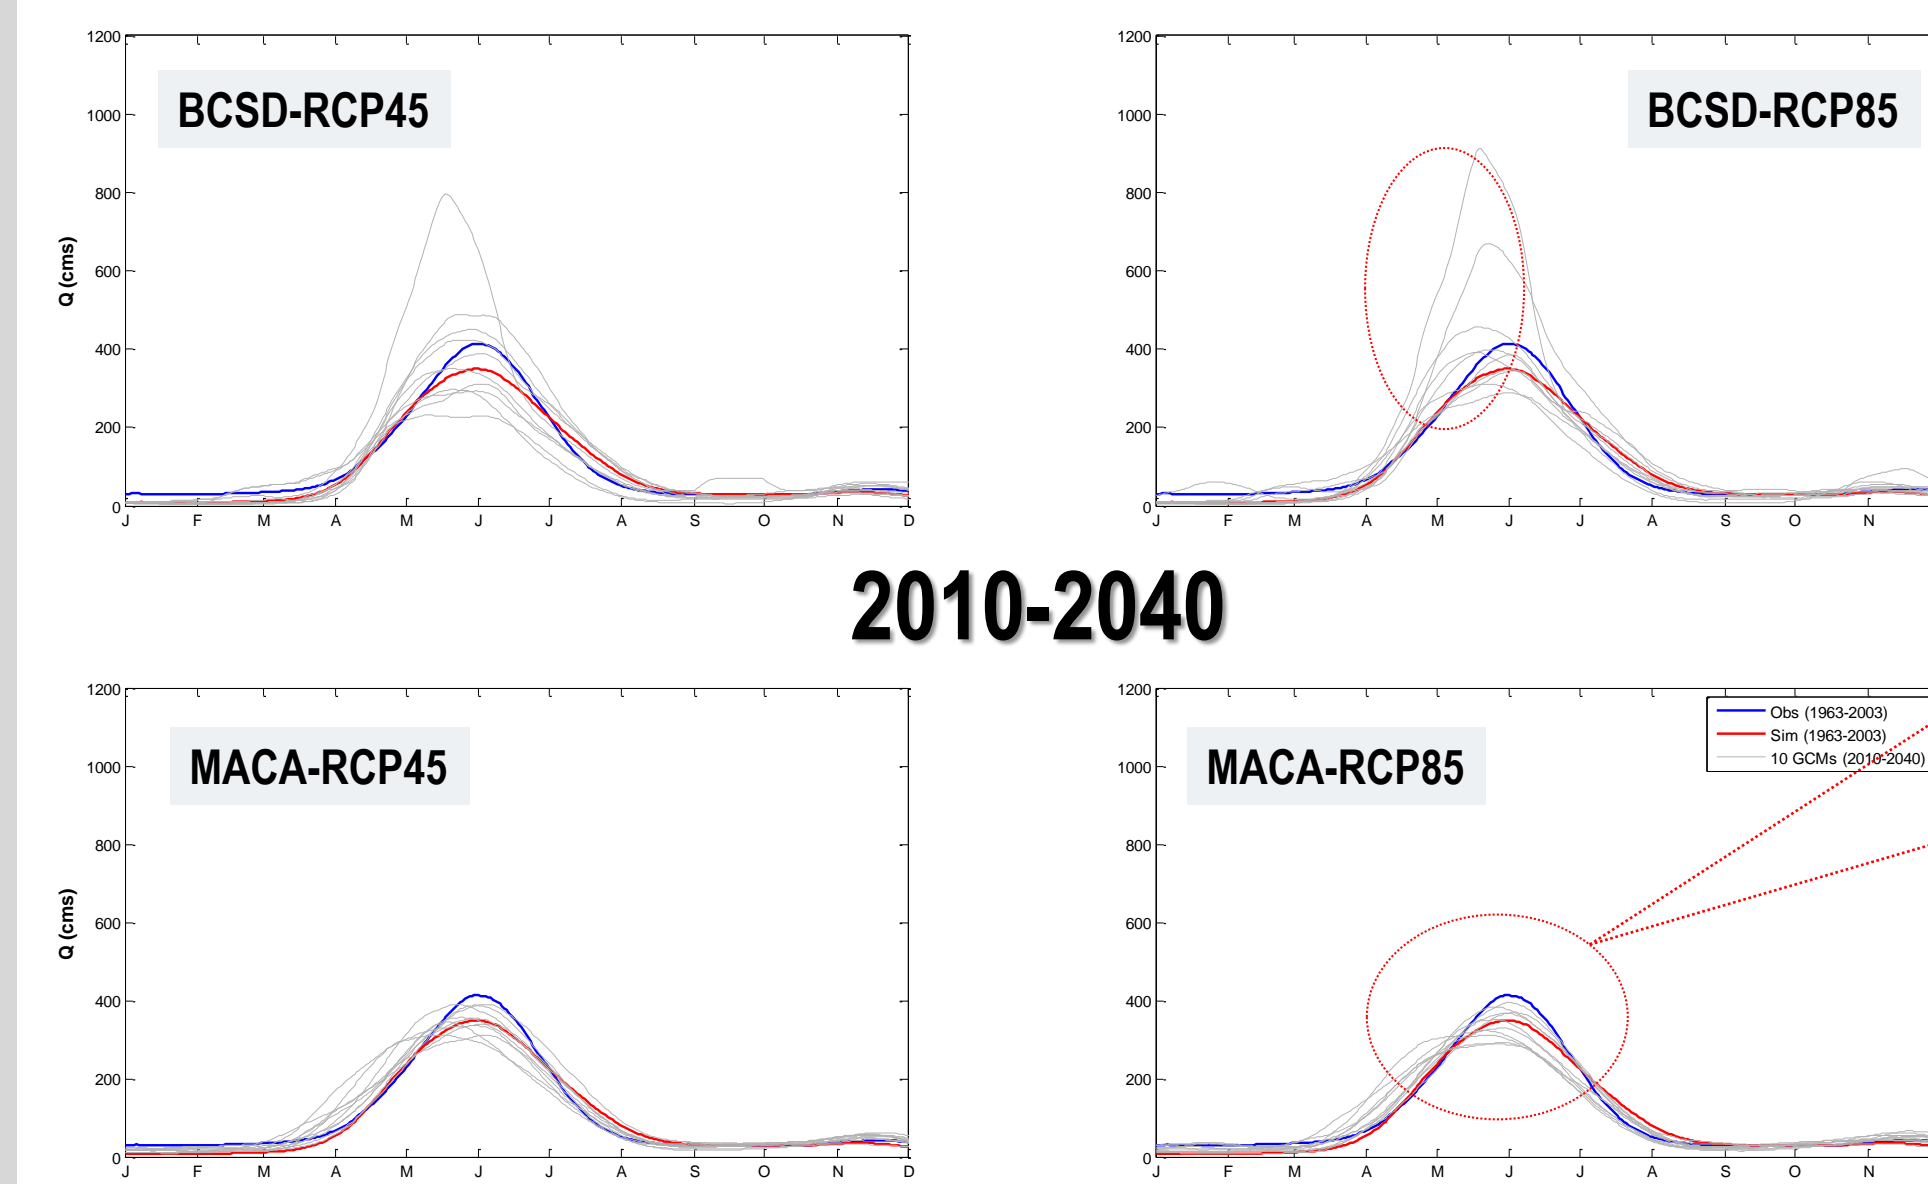 1200
1000
800
600
400
200
0
Q (cms)
BCSD-RCP45
J F M A M J J A S O N D
1200
1000
800
600
400
200
0
BCSD-RCP85
J F M A M J J A S O N
2010-2040
1200
1000
800
600
400
200
0
Q (cms)
MACA-RCP45
J F M A M J J A S O N D
1200
1000
800
600
400
200
0
MACA-RCP85
Obs (1963-2003)
Sim (1963-2003)
10 GCMs (2010-2040)
J F M A M J J A S O N